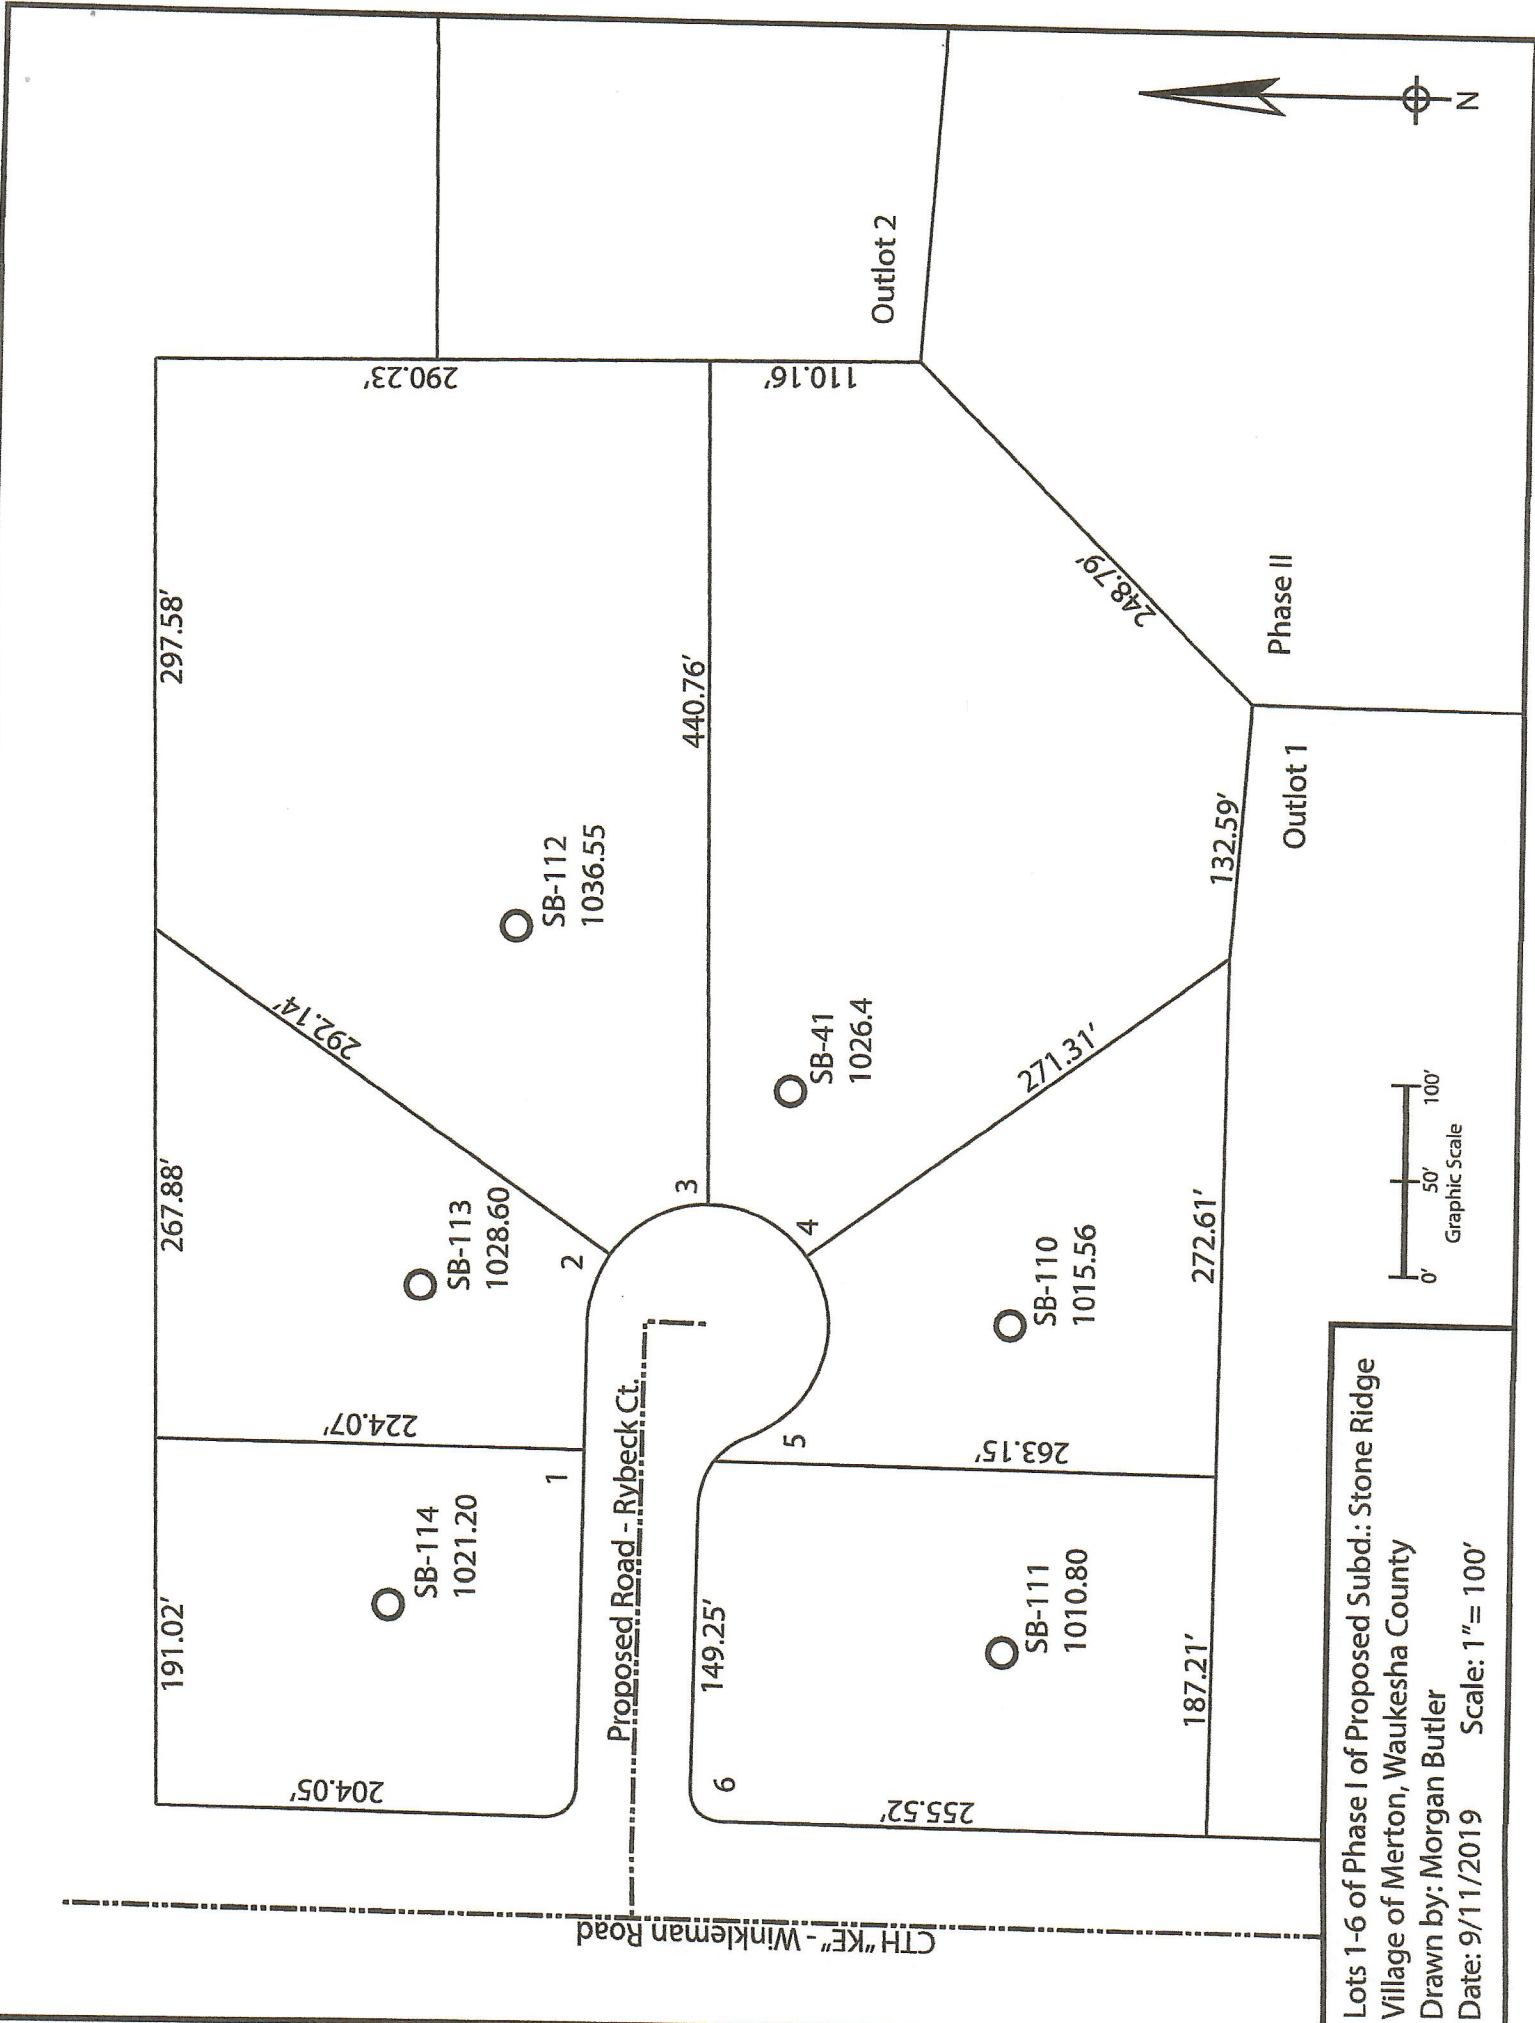 191.02'
267.88'
297.58'
204.05'
SB-114
1021.20
224.07'
SB-113
1028.60
292.14'
290.23'
SB-112
1036.55
1
2
3
440.76'
110.16'
Outlot 2
CTH "KE" - Winkleman Road
Proposed Road - Rybeck Ct.
SB-41
1026.4
4
5
6
149.25'
271.31'
248.79'
255.52'
SB-111
1010.80
263.15'
SB-110
1015.56
187.21'
272.61'
132.59'
Outlot 1
Phase II
Lots 1-6 of Phase I of Proposed Subd.: Stone Ridge
Village of Merton, Waukesha County
Drawn by: Morgan Butler
Date: 9/11/2019 Scale: 1"= 100'
0' 50' 100'
Graphic Scale
N